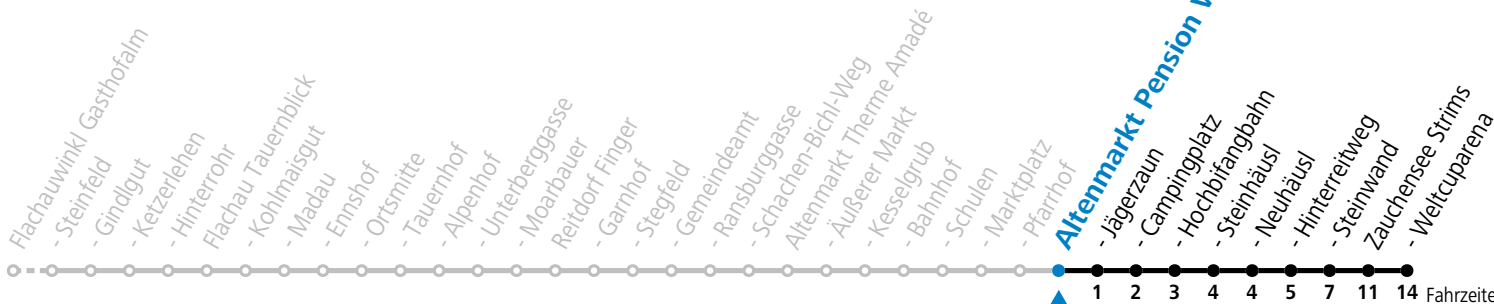 Flachauwinkl Gasthofalm
- Steinfeld
- Gindlgut
- Ketzerlehen
- Hinterrohr
Flachau Tauernblick
- Kohlmaisgut
- Madau
- Ennshof
- Ortsmitte
- Tauernhof
- Alpenhof
- Unterberggasse
- Moarbauer
Reitdorf Finger
- Garnhof
- Stegfeld
- Gemeindeamt
- Ransburggasse
- Schachen-Bichl-Weg
Altenmarkt Therme Amadé
- Äußerer Markt
- Kesselgrub
- Bahnhof
- Schulen
- Marktplatz
- Pfarrhof
Altenmarkt Pension
- Jägerzaun
- Campingplatz
- Hochbifangbahn
- Steinhäusl
- Neuhäusl
- Hinterreitweg
- Steinwand
Zauchensee Strims
- Weltcuparena
1 2 3 4 4 5 7 11 14 Fahrzeite